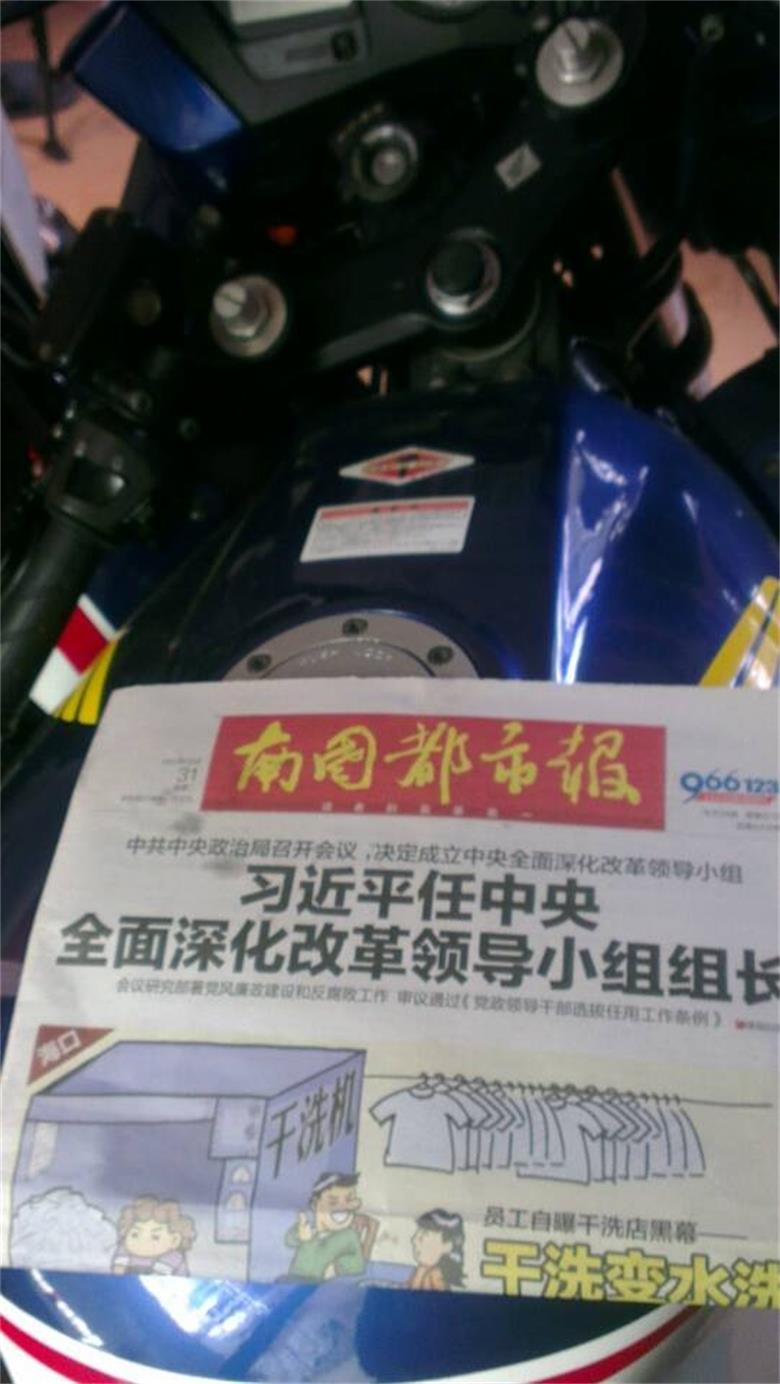 南国都市报
31
966123
中共中央政治局召开会议,决定成立中央全面深化改革领导小组
习近平任中央
全面深化改革领导小组组长
会议研究部署党风廉政建设和反腐败工作 审议通过《党政领导干部选拔任用工作条例》
海口
干洗机
员工自曝干洗店黑幕
干洗变水洗